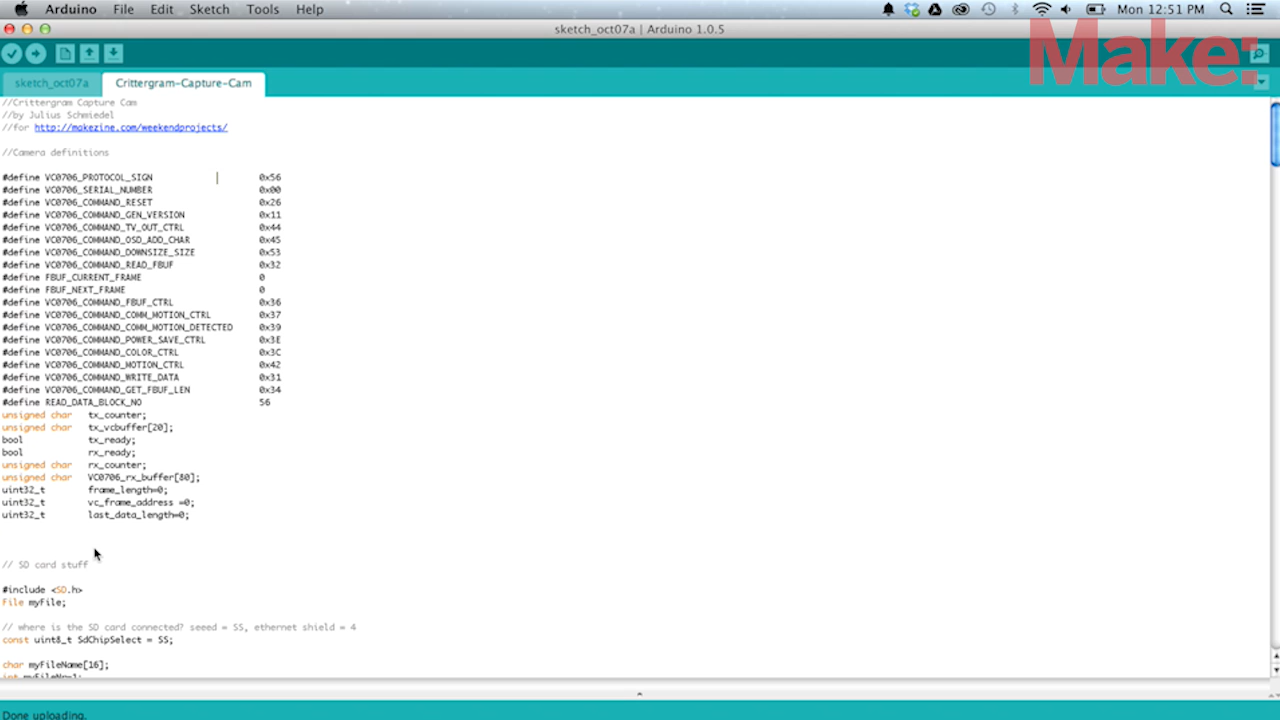 Arduino File Edit Sketch Tools Help Mon 12:51 PM
sketch_oct07a | Arduino 1.0.5
Make:
sketch_oct07a Crittergram-Capture-Cam
//Crittergram Capture Cam
//by Julius Schmiedel
//for http://makezine.com/weekendprojects/
//Camera definitions
#define VC0706_PROTOCOL_SIGN 0x56
#define VC0706_SERIAL_NUMBER 0x00
#define VC0706_COMMAND_RESET 0x26
#define VC0706_COMMAND_GEN_VERSION 0x11
#define VC0706_COMMAND_TV_OUT_CTRL 0x44
#define VC0706_COMMAND_OSD_ADD_CHAR 0x45
#define VC0706_COMMAND_DOWNSIZE_SIZE 0x53
#define VC0706_COMMAND_READ_FBUF 0x32
#define FBUF_CURRENT_FRAME 0
#define FBUF_NEXT_FRAME 0
#define VC0706_COMMAND_FBUF_CTRL 0x36
#define VC0706_COMMAND_COMM_MOTION_CTRL 0x37
#define VC0706_COMMAND_COMM_MOTION_DETECTED 0x39
#define VC0706_COMMAND_POWER_SAVE_CTRL 0x3E
#define VC0706_COMMAND_COLOR_CTRL 0x3C
#define VC0706_COMMAND_MOTION_CTRL 0x42
#define VC0706_COMMAND_WRITE_DATA 0x31
#define VC0706_COMMAND_GET_FBUF_LEN 0x34
#define READ_DATA_BLOCK_NO 56
unsigned char tx_counter;
unsigned char tx_vcbuffer[20];
bool tx_ready;
bool rx_ready;
unsigned char rx_counter;
unsigned char VC0706_rx_buffer[80];
uint32_t frame_length=0;
uint32_t vc_frame_address =0;
uint32_t last_data_length=0;
// SD card stuff
#include <SD.h>
File myFile;
// where is the SD card connected? seeed = SS, ethernet shield = 4
const uint8_t SdChipSelect = SS;
char myFileName[16];
int myFileNo=1;
Done uploading.